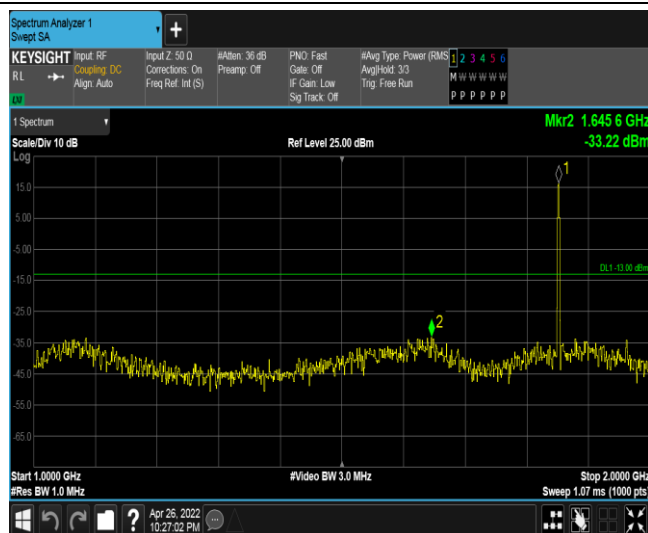 Spectrum Analyzer 1
Swept SA
+
KEYSIGHT
RL
LXI
Input: RF
Coupling: DC
Align: Auto
Input Z: 50 Ω
Corrections: On
Freq Ref: Int (S)
#Atten: 36 dB
Preamp: Off
PNO: Fast
Gate: Off
IF Gain: Low
Sig Track: Off
#Avg Type: Power (RMS
Avg|Hold: 3/3
Trig: Free Run
1 2 3 4 5 6
M W W W W W
P P P P P P
1 Spectrum
Mkr2 1.645 6 GHz
Scale/Div 10 dB
Ref Level 25.00 dBm
-33.22 dBm
Log
1
15.0
5.00
-5.00
DL1 -13.00 dBm
-15.0
-25.0
2
-35.0
-45.0
-55.0
-65.0
Start 1.0000 GHz
#Video BW 3.0 MHz
Stop 2.0000 GHz
#Res BW 1.0 MHz
Sweep 1.07 ms (1000 pts)
?
Apr 26, 2022
10:27:02 PM